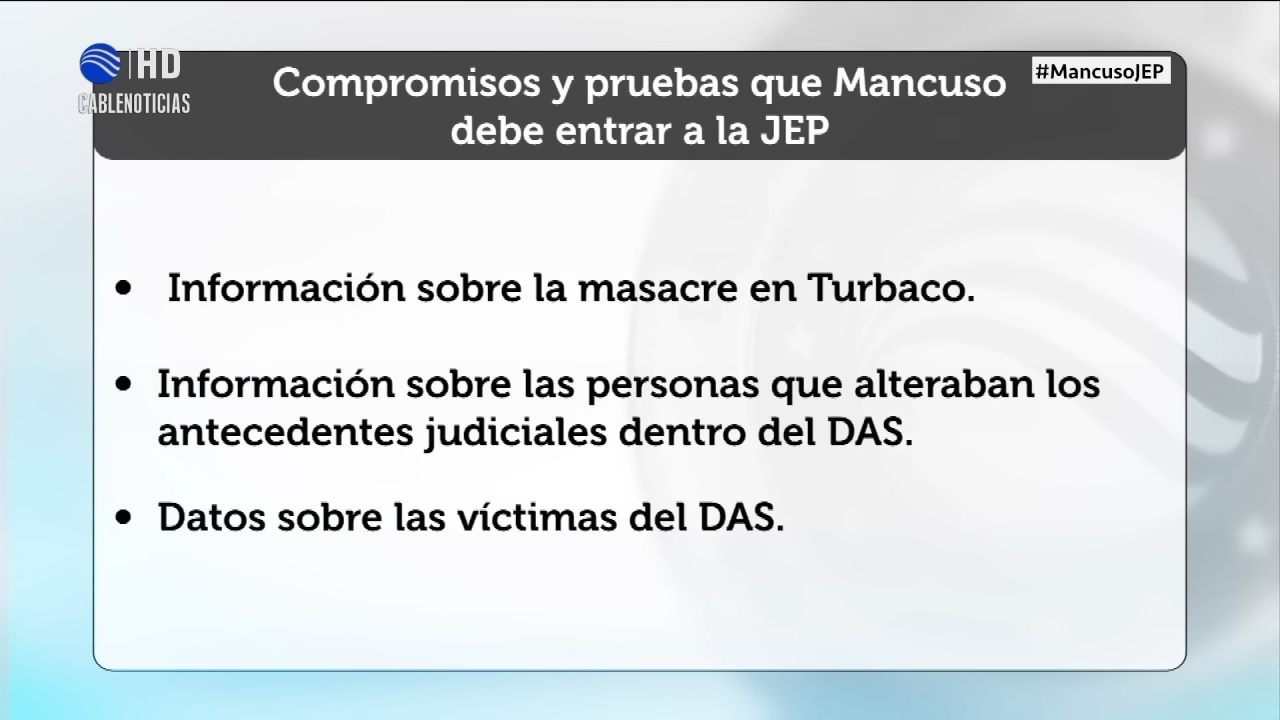 HD
CABLENOTICIAS
#MancusoJEP
Compromisos y pruebas que Mancuso
debe entrar a la JEP
• Información sobre la masacre en Turbaco.
• Información sobre las personas que alteraban los
antecedentes judiciales dentro del DAS.
• Datos sobre las víctimas del DAS.